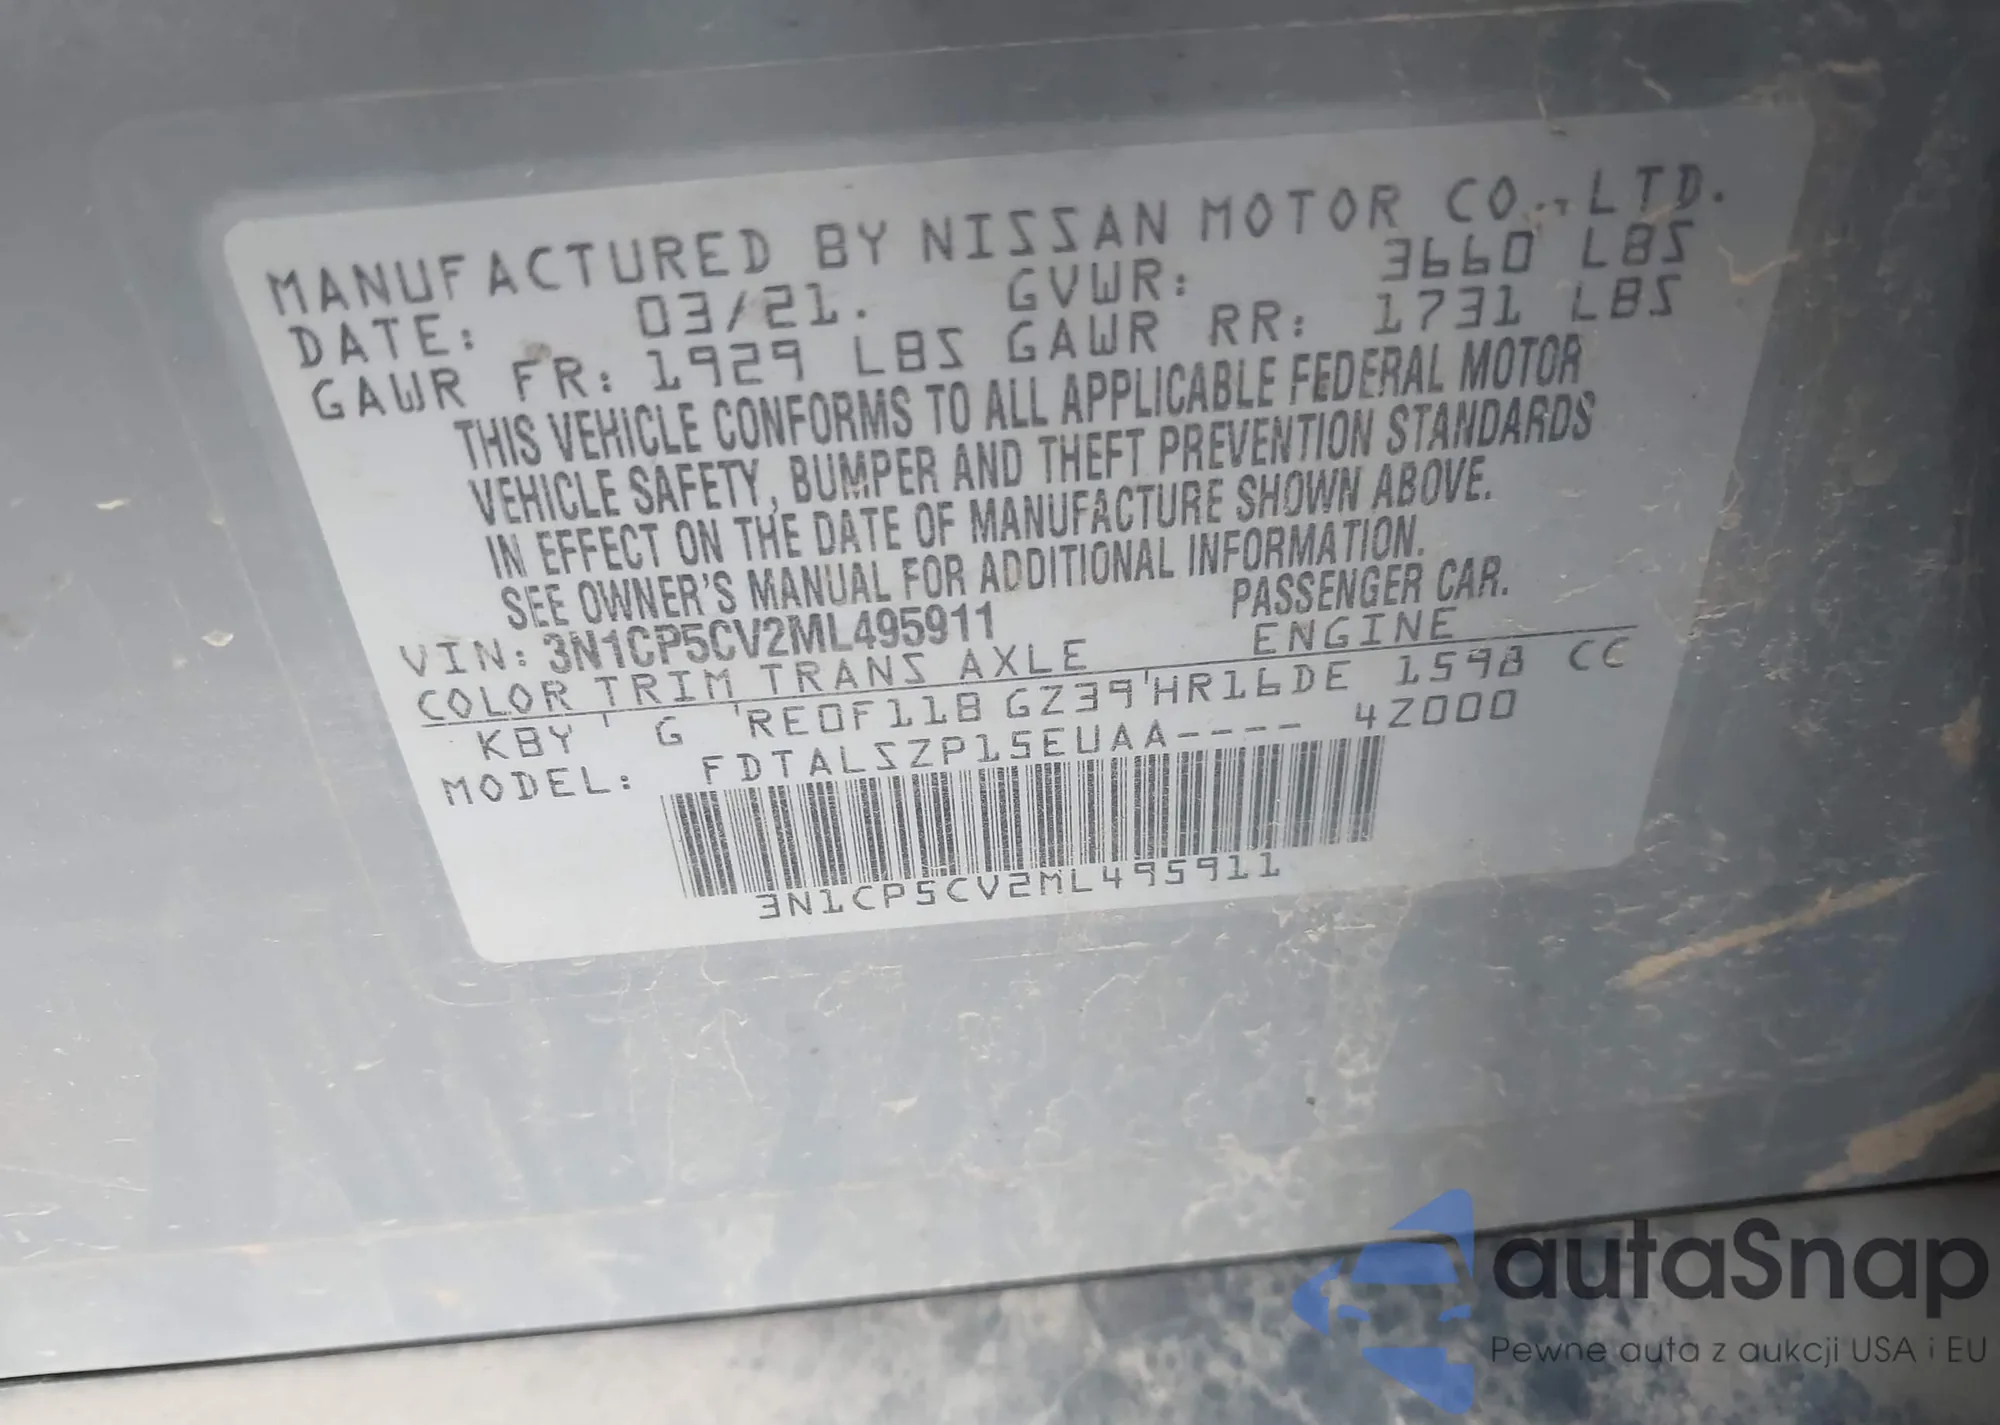 MANUFACTURED BY NISSAN MOTOR CO., LTD.
DATE: 03/21. GVWR: 3660 LBS
GAWR FR: 1929 LBS GAWR RR: 1731 LBS
THIS VEHICLE CONFORMS TO ALL APPLICABLE FEDERAL MOTOR
VEHICLE SAFETY, BUMPER AND THEFT PREVENTION STANDARDS
IN EFFECT ON THE DATE OF MANUFACTURE SHOWN ABOVE.
SEE OWNER'S MANUAL FOR ADDITIONAL INFORMATION.
VIN: 3N1CP5CV2ML495911 PASSENGER CAR.
COLOR TRIM TRANS AXLE ENGINE
KBY ' G 'RE0F11B GZ39'HR16DE 1598 CC
MODEL: FDTALSZP15EUAA---- 4Z000
3N1CP5CV2ML495911
autaSnap
Pewne auta z aukcji USA i EU